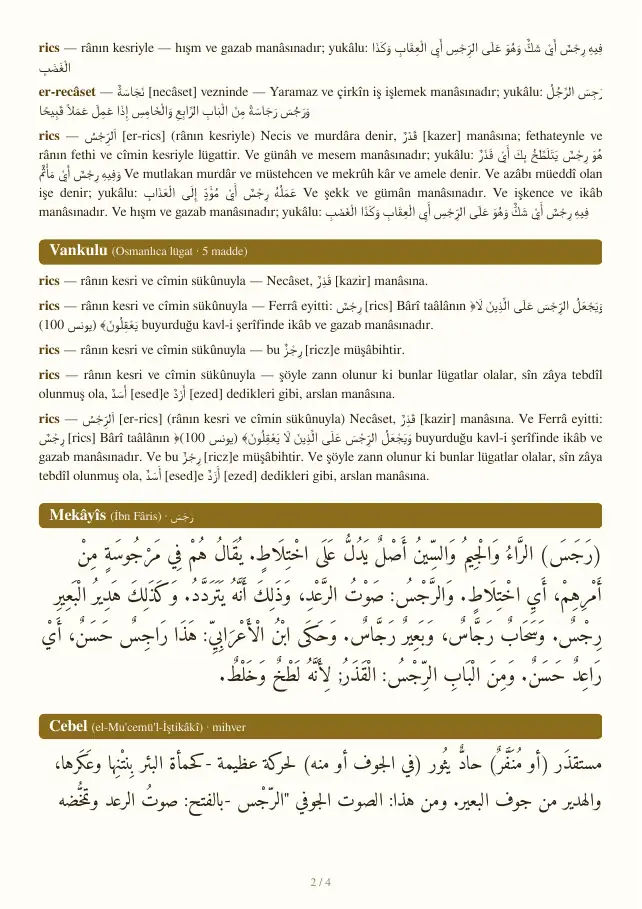 rics — rânın kesriyle — hışm ve gazab manâsınadır; yukâlu: فِيهِ رِجْسٌ أَيْ شَكٌّ وَهُوَ عَلَى الرِّجْسِ أَيِ الْعِقَابِ وَكَذَا
الْغَضَبِ
er-recâset — نَجَاسَةٌ [necâset] vezninde — Yaramaz ve çirkin iş işlemek manâsınadır; yukâlu: رَجِسَ الرَّجُلُ
وَرَجُسَ رَجَاسَةً مِنَ الْبَابِ الرَّابِعِ وَالْخَامِسِ إِذَا عَمِلَ عَمَلاً قَبِيحًا
rics — اَلرِّجْسُ [er-rics] (rânın kesriyle) Necis ve murdâra denir, قَذَرٌ [kazer] manâsına; fethateynle ve
rânın fethi ve cîmin kesriyle lügattir. Ve günâh ve mesem manâsınadır; yukâlu: هُوَ رِجْسٌ يَتَلَطَّخُ بِكَ أَيْ قَذَرٌ
وَفِيهِ رِجْسٌ أَيْ مَأْثَمٌ Ve mutlakan murdâr ve müstehcen ve mekrûh kâr ve amele denir. Ve azâbı müeddî olan
işe denir; yukâlu: عَمَلُهُ رِجْسٌ أَيْ مُؤَدٍّ إِلَى الْعَذَابِ Ve şekk ve gümân manâsınadır. Ve işkence ve ikâb
manâsınadır. Ve hışm ve gazab manâsınadır; yukâlu: فِيهِ رِجْسٌ أَيْ شَكٌّ وَهُوَ عَلَى الرِّجْسِ أَيِ الْعِقَابِ وَكَذَا الْغَضَبِ
Vankulu (Osmanlıca lügat · 5 madde)
rics — rânın kesri ve cîmin sükûnuyla — Necâset, قَذِرٌ [kazir] manâsına.
rics — rânın kesri ve cîmin sükûnuyla — Ferrâ eyitti: رِجْسٌ [rics] Bârî taâlânın ﴿وَيَجْعَلُ الرِّجْسَ عَلَى الَّذِينَ لَا
يَعْقِلُونَ﴾ (يونس 100) buyurduğu kavl-i şerîfinde ikâb ve gazab manâsınadır.
rics — rânın kesri ve cîmin sükûnuyla — bu رِجْزٌ [ricz]e müşâbihtir.
rics — rânın kesri ve cîmin sükûnuyla — şöyle zann olunur ki bunlar lügatlar olalar, sîn zâya tebdîl
olunmuş ola, أَسَدٌ [esed]e أَزَدٌ [ezed] dedikleri gibi, arslan manâsına.
rics — اَلرِّجْسُ [er-rics] (rânın kesri ve cîmin sükûnuyla) Necâset, قَذِرٌ [kazir] manâsına. Ve Ferrâ eyitti:
رِجْسٌ [rics] Bârî taâlânın ﴿وَيَجْعَلُ الرِّجْسَ عَلَى الَّذِينَ لَا يَعْقِلُونَ﴾ (يونس 100) buyurduğu kavl-i şerîfinde ikâb ve
gazab manâsınadır. Ve bu رِجْزٌ [ricz]e müşâbihtir. Ve şöyle zann olunur ki bunlar lügatlar olalar, sîn zâya
tebdîl olunmuş ola, أَسَدٌ [esed]e أَزَدٌ [ezed] dedikleri gibi, arslan manâsına.
Mekâyîs (İbn Fâris) · رَجَسَ
(رَجَسَ) الرَّاءُ وَالْجِيمُ وَالسِّينُ أَصْلٌ يَدُلُّ عَلَى اخْتِلَاطٍ. يُقَالُ هُمْ فِي مَرْجُوسَةٍ مِنْ
أَمْرِهِمْ، أَيِ اخْتِلَاطٍ. وَالرَّجْسُ: صَوْتُ الرَّعْدِ، وَذَلِكَ أَنَّهُ يَتَرَدَّدُ. وَكَذَلِكَ هَدِيرُ الْبَعِيرِ
رِجْسٌ. وَسَحَابٌ رَجَّاسٌ، وَبَعِيرٌ رَجَّاسٌ. وَحَكَى ابْنُ الْأَعْرَابِيِّ: هَذَا رَاجِسٌ حَسَنٌ، أَيْ
رَاعِدٌ حَسَنٌ. وَمِنَ الْبَابِ الرِّجْسُ: الْقَذَرُ; لِأَنَّهُ لَطْخٌ وَخَلْطٌ.
Cebel (el-Mu'cemü'l-İştikâkî) · mihver
مستقذَر (أو مُنَفَّرٌ) حادٌّ يثُور (في الجوف أو منه) لحركة عظيمة -كحمأة البئر بِنَتْنِها وعَكَرها،
والهدير من جوف البعير. ومن هذا: الصوت الجوفي "الرّجْس -بالفتح: صوتُ الرعد وتمخُّضه
2 / 4